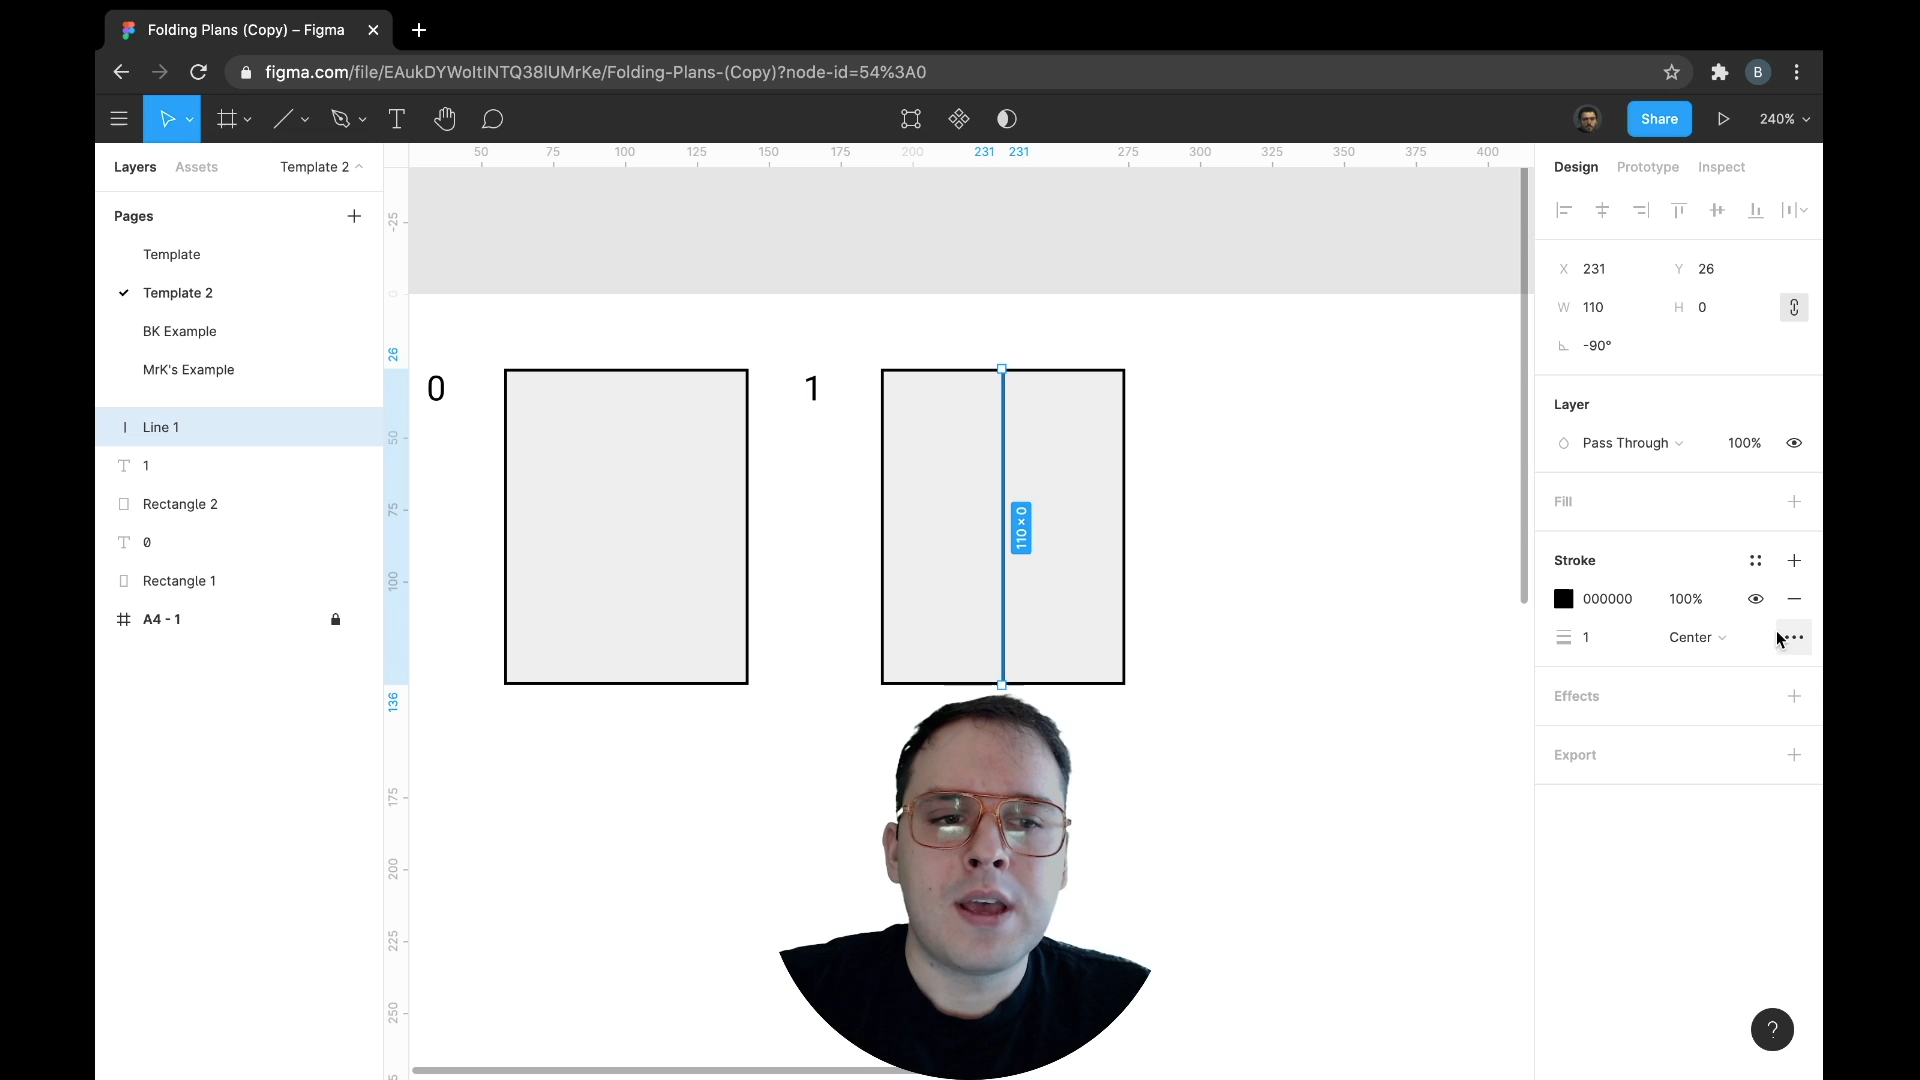 Folding Plans (Copy) – Figma
figma.com/file/EAukDYWoltlNTQ38lUMrKe/Folding-Plans-(Copy)?node-id=54%3A0
B
Share
240%
Layers
Assets
Template 2
Pages
Template
Template 2
BK Example
MrK's Example
Line 1
1
Rectangle 2
0
Rectangle 1
A4 - 1
50
75
100
125
150
175
200
231
231
275
300
325
350
375
400
-25
0
26
50
75
100
136
175
200
225
250
0
1
110 × 0
Design
Prototype
Inspect
X 231
Y 26
W 110
H 0
-90°
Layer
Pass Through
100%
Fill
Stroke
000000
100%
1
Center
Effects
Export
?